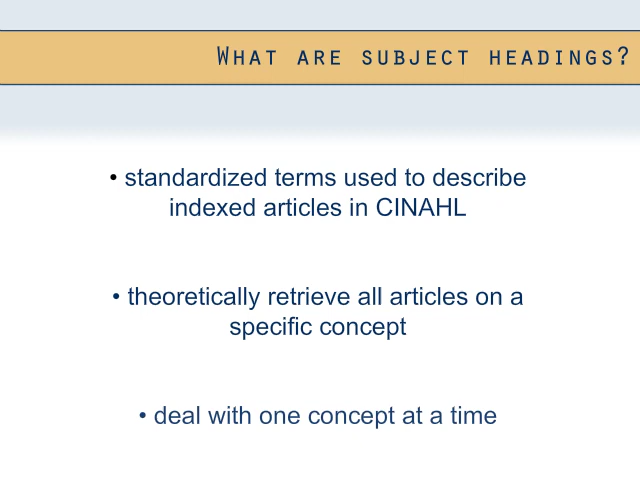 What are subject headings?
• standardized terms used to describe
indexed articles in CINAHL
• theoretically retrieve all articles on a
specific concept
• deal with one concept at a time